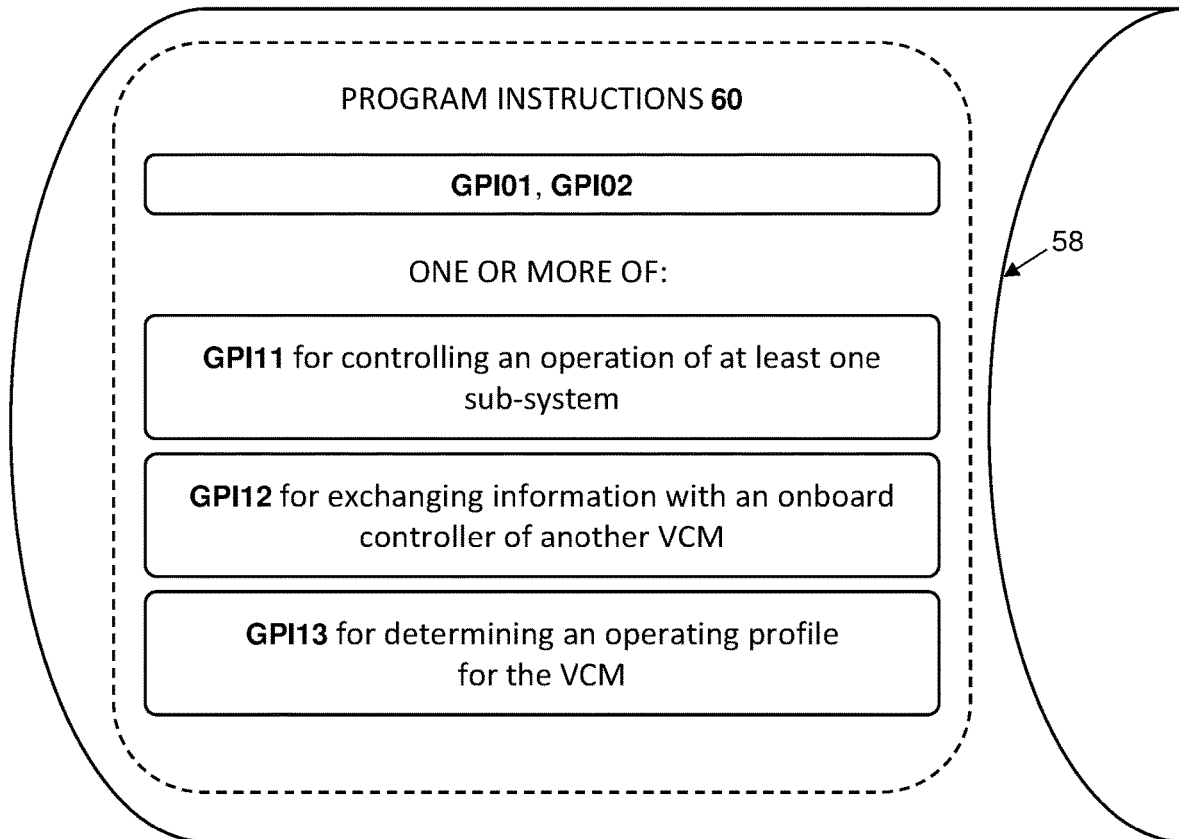 PROGRAM INSTRUCTIONS 60
GPI01, GPI02
58
ONE OR MORE OF:
GPI11 for controlling an operation of at least one
sub-system
GPI12 for exchanging information with an onboard
controller of another VCM
GPI13 for determining an operating profile
for the VCM